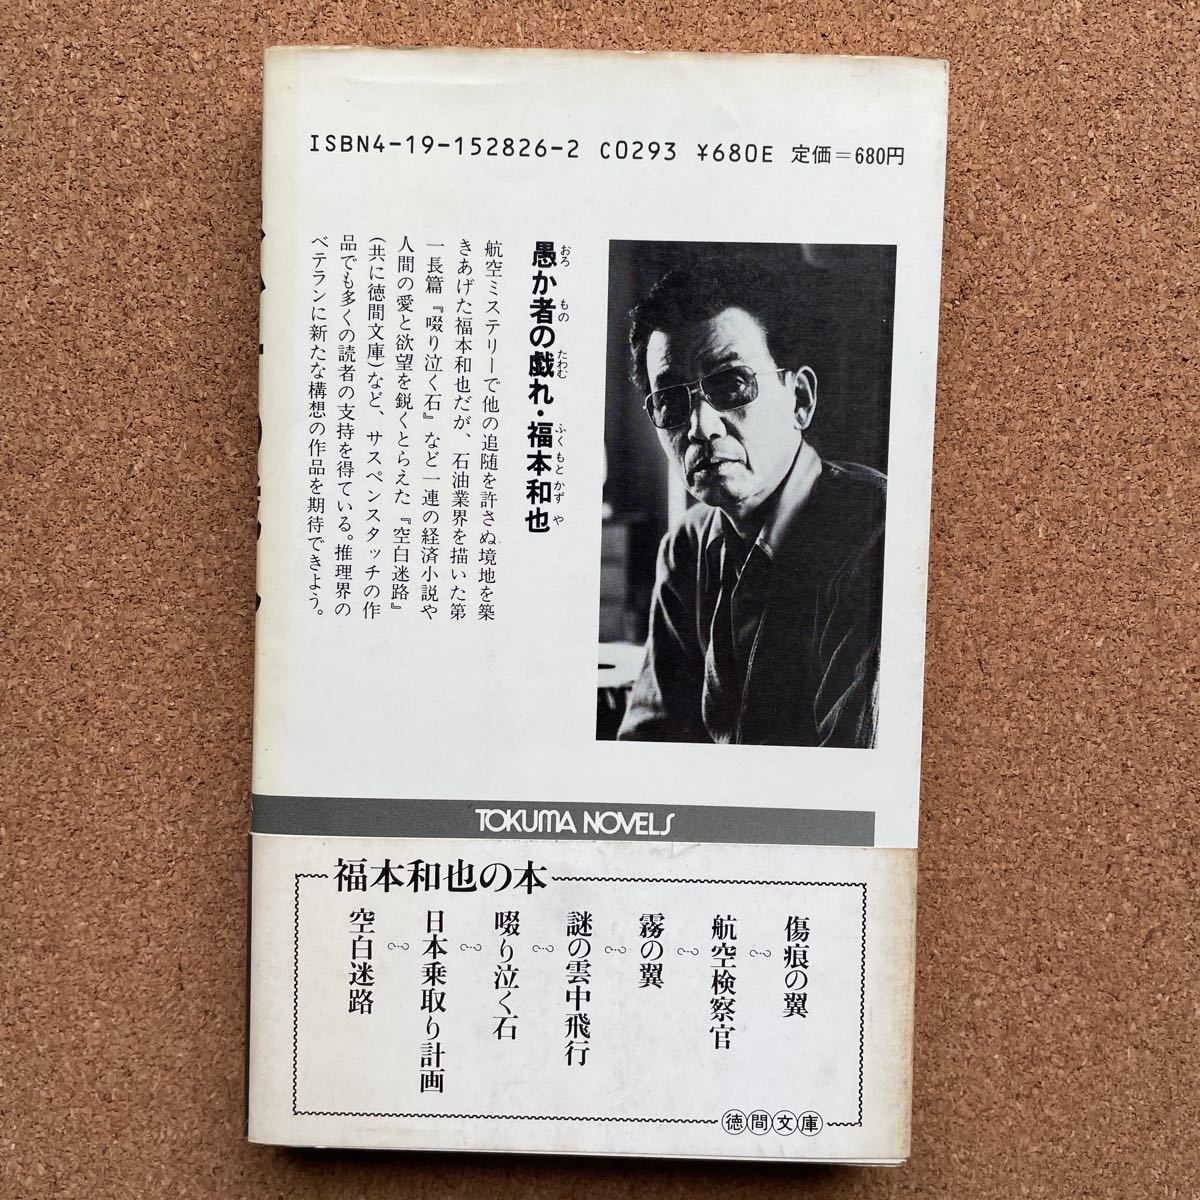 ISBN4-19-152826-2 C0293 ¥680E 定価＝680円
愚か者の戯れ・福本和也
おろ もの たわむ ふく もと かず や
航空ミステリーで他の追随を許さぬ境地を築
きあげた福本和也だが、石油業界を描いた第
一長篇『啜り泣く石』など一連の経済小説や
人間の愛と欲望を鋭くとらえた『空白迷路』
(共に徳間文庫)など、サスペンスタッチの作
品でも多くの読者の支持を得ている。推理界の
ベテランに新たな構想の作品を期待できよう。
TOKUMA NOVELS
福本和也の本
傷痕の翼
航空検察官
霧の翼
謎の雲中飛行
啜り泣く石
日本乗取り計画
空白迷路
徳間文庫